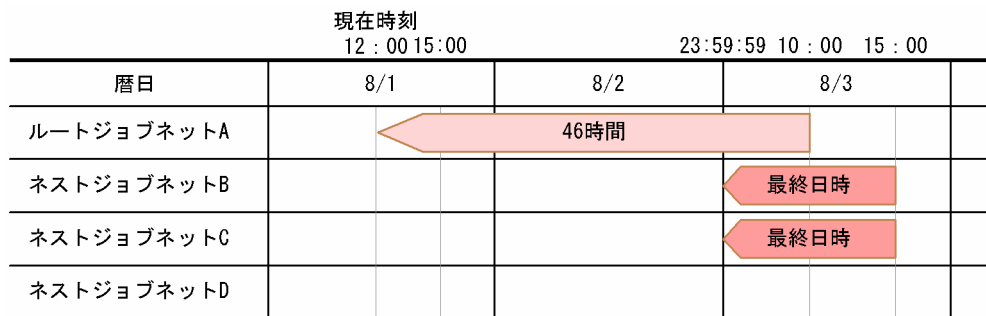 現在時刻
12：00 15:00 23:59:59 10：00 15：00
暦日 8/1 8/2 8/3
ルートジョブネットA 46時間
ネストジョブネットB 最終日時
ネストジョブネットC 最終日時
ネストジョブネットD